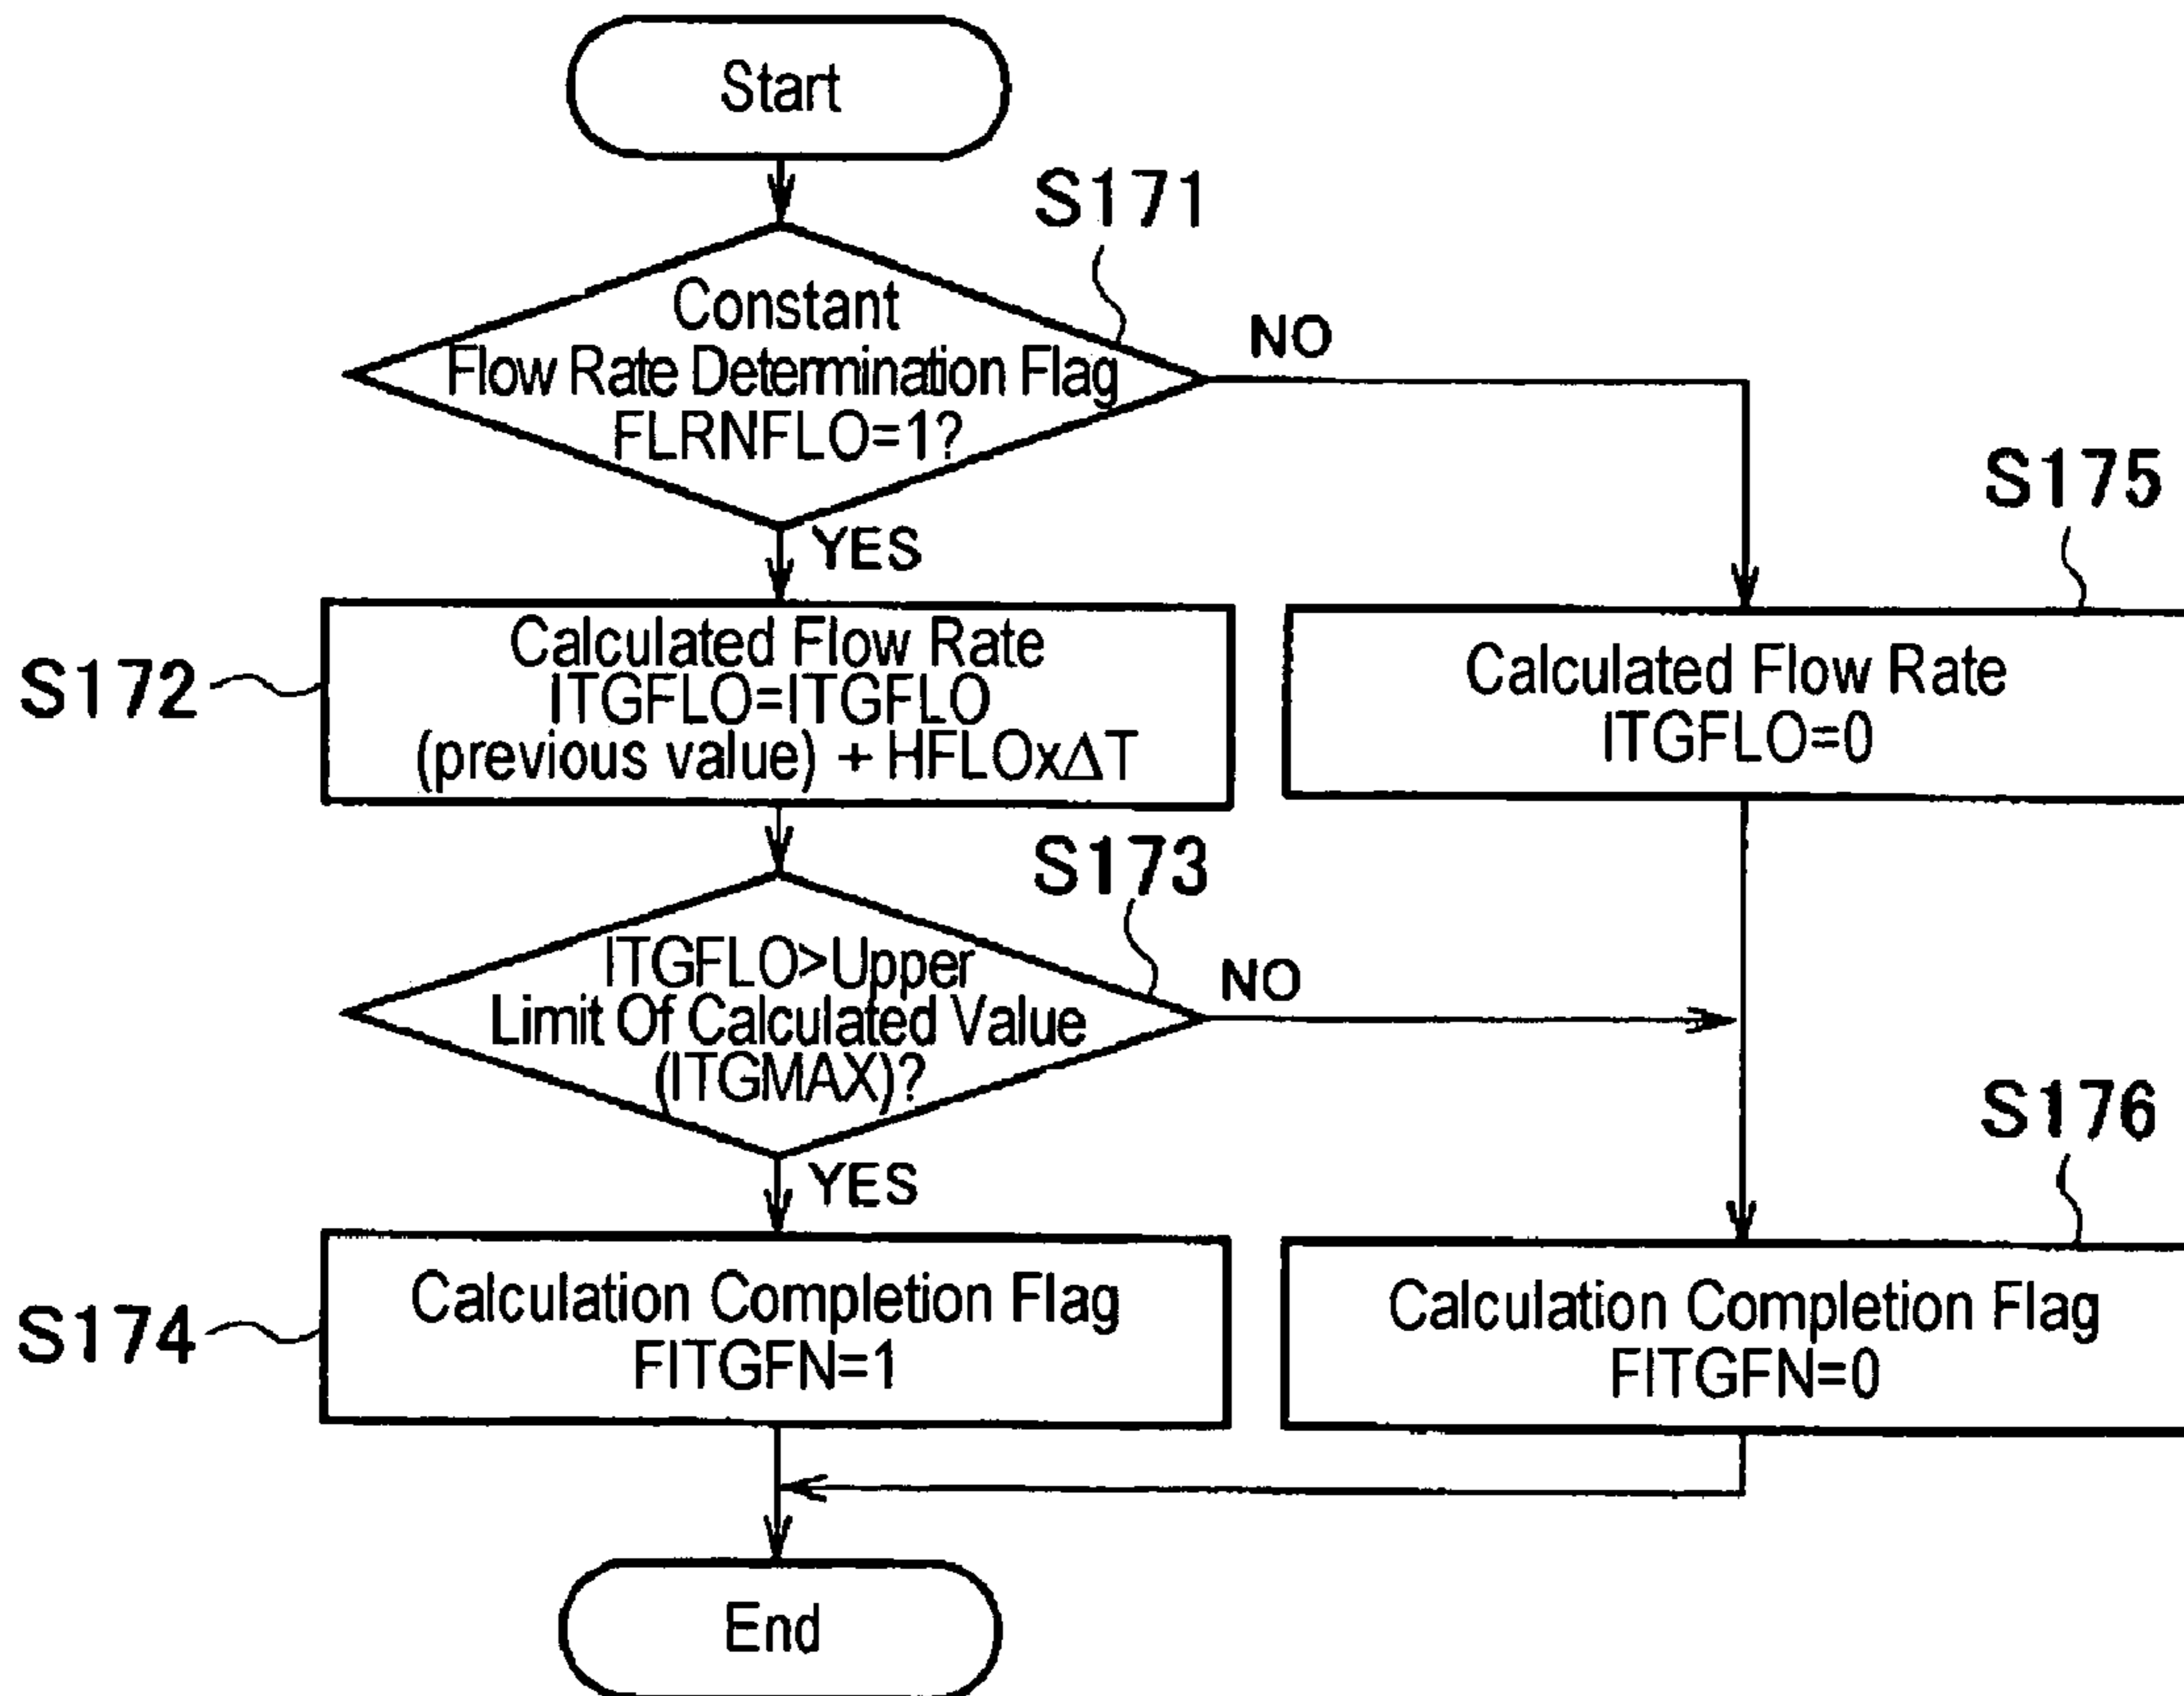 Start
S171
Constant
Flow Rate Determination Flag
FLRNFLO=1?
NO
YES
S172
Calculated Flow Rate
ITGFLO=ITGFLO
(previous value) + HFLOxΔT
S175
Calculated Flow Rate
ITGFLO=0
S173
ITGFLO>Upper
Limit Of Calculated Value
(ITGMAX)?
NO
YES
S174
Calculation Completion Flag
FITGFN=1
S176
Calculation Completion Flag
FITGFN=0
End